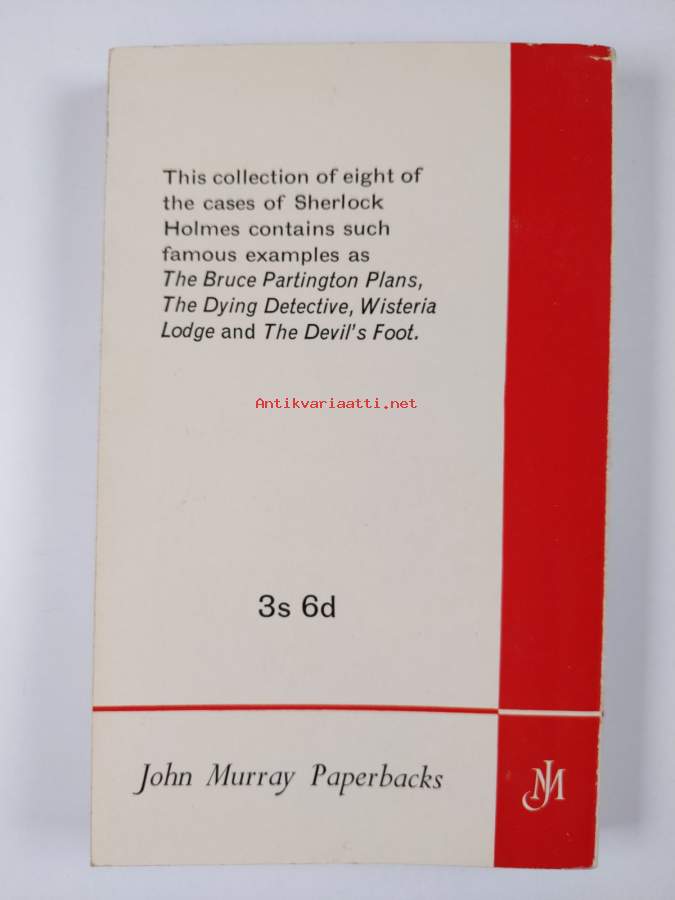 This collection of eight of
the cases of Sherlock
Holmes contains such
famous examples as
The Bruce Partington Plans,
The Dying Detective, Wisteria
Lodge and The Devil's Foot.
Antikvariaatti.net
3s 6d
John Murray Paperbacks
JM